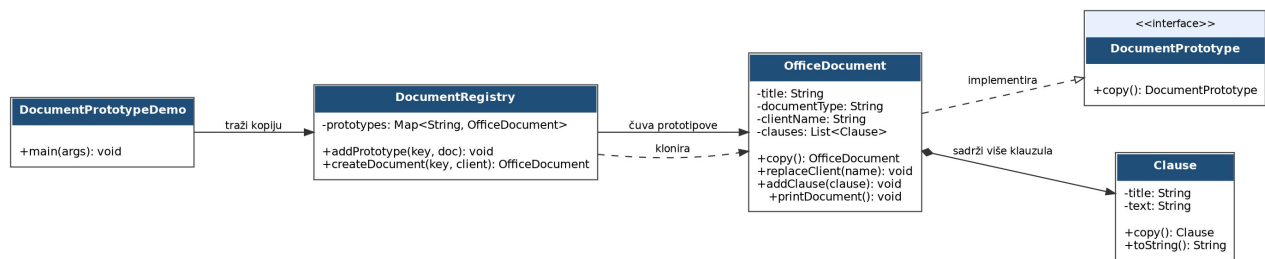 DocumentPrototypeDemo
+main(args): void
traži kopiju
DocumentRegistry
-prototypes: Map<String, OfficeDocument>
+addPrototype(key, doc): void
+createDocument(key, client): OfficeDocument
čuva prototipove
klonira
OfficeDocument
-title: String
-documentType: String
-clientName: String
-clauses: List<Clause>
+copy(): OfficeDocument
+replaceClient(name): void
+addClause(clause): void
+printDocument(): void
implementira
<<interface>>
DocumentPrototype
+copy(): DocumentPrototype
sadrži više klauzula
Clause
-title: String
-text: String
+copy(): Clause
+toString(): String